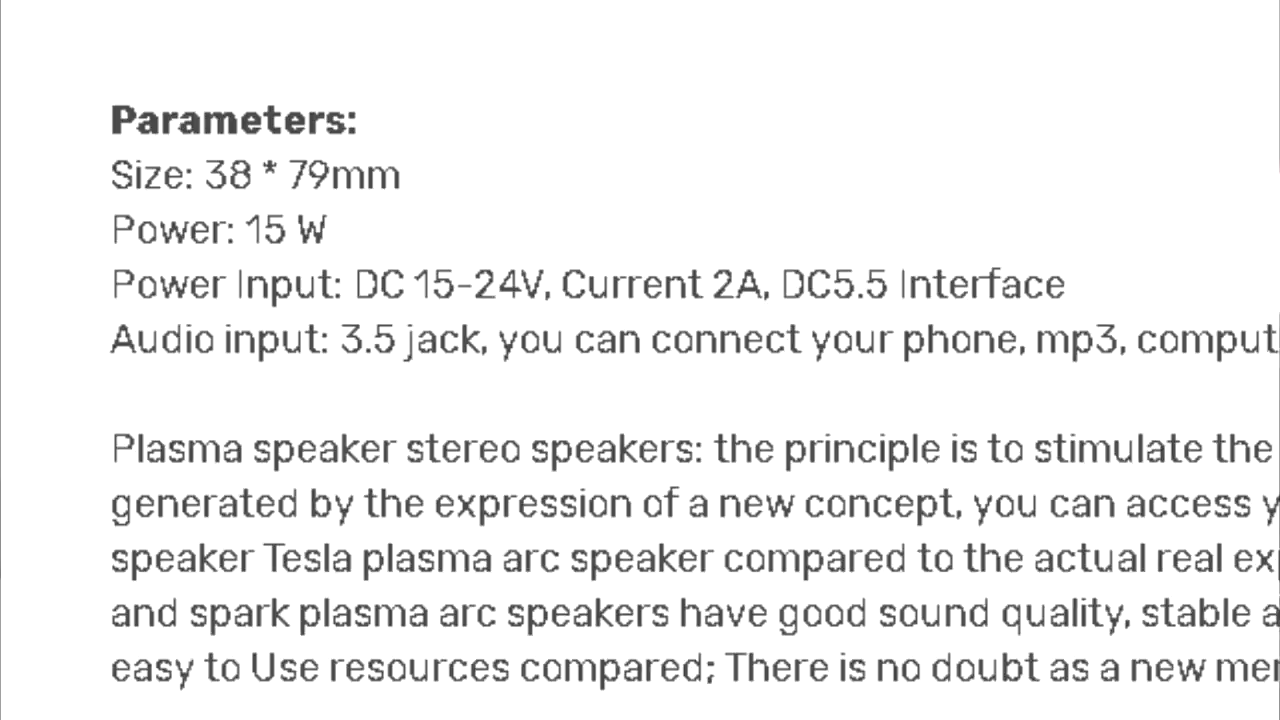 Parameters:
Size: 38 * 79mm
Power: 15 W
Power Input: DC 15-24V, Current 2A, DC5.5 Interface
Audio input: 3.5 jack, you can connect your phone, mp3,
Plasma speaker stereo speakers: the principle is to stimulate the
generated by the expression of a new concept, you can access
speaker Tesla plasma arc speaker compared to the actual real
and spark plasma arc speakers have good sound quality, stable
easy to Use resources compared; There is no doubt as a new